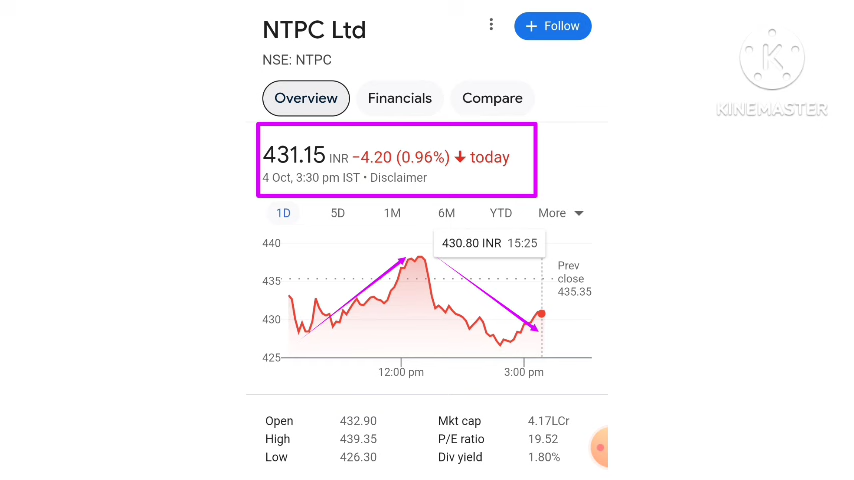 NTPC Ltd
+ Follow
NSE: NTPC
Overview Financials Compare
431.15 INR −4.20 (0.96%) ↓ today
4 Oct, 3:30 pm IST • Disclaimer
1D 5D 1M 6M YTD More
440
430.80 INR 15:25
435
Prev close 435.35
430
425
12:00 pm 3:00 pm
Open 432.90 Mkt cap 4.17LCr
High 439.35 P/E ratio 19.52
Low 426.30 Div yield 1.80%
K
KINEMASTER